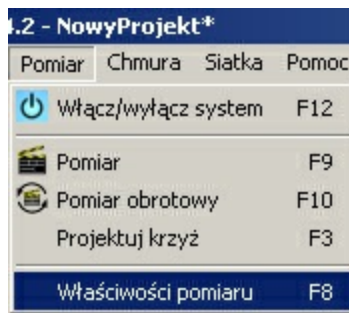 4.2 - NowyProjekt*
Pomiar Chmura Siatka Pomoc
Włącz/wyłącz system F12
Pomiar F9
Pomiar obrotowy F10
Projektuj krzyż F3
Właściwości pomiaru F8